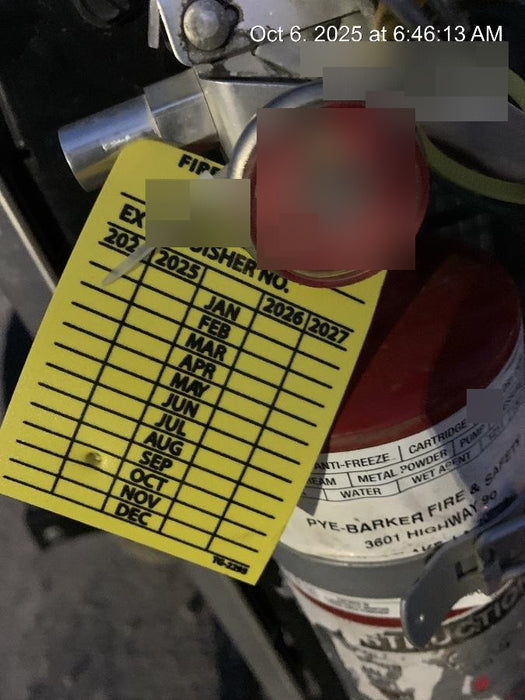 Oct 6. 2025 at 6:46:13 AM
FIRE
EX UISHER NO.
202 2025 2026 2027
JAN
FEB
MAR
APR
MAY
JUN
JUL
AUG
SEP
OCT
NOV
DEC
ANTI-FREEZE CARTRIDGE
METAL POWDER
WATER WET AGENT
PYE-BARKER FIRE & SAFETY
3601 HIGHWAY 90